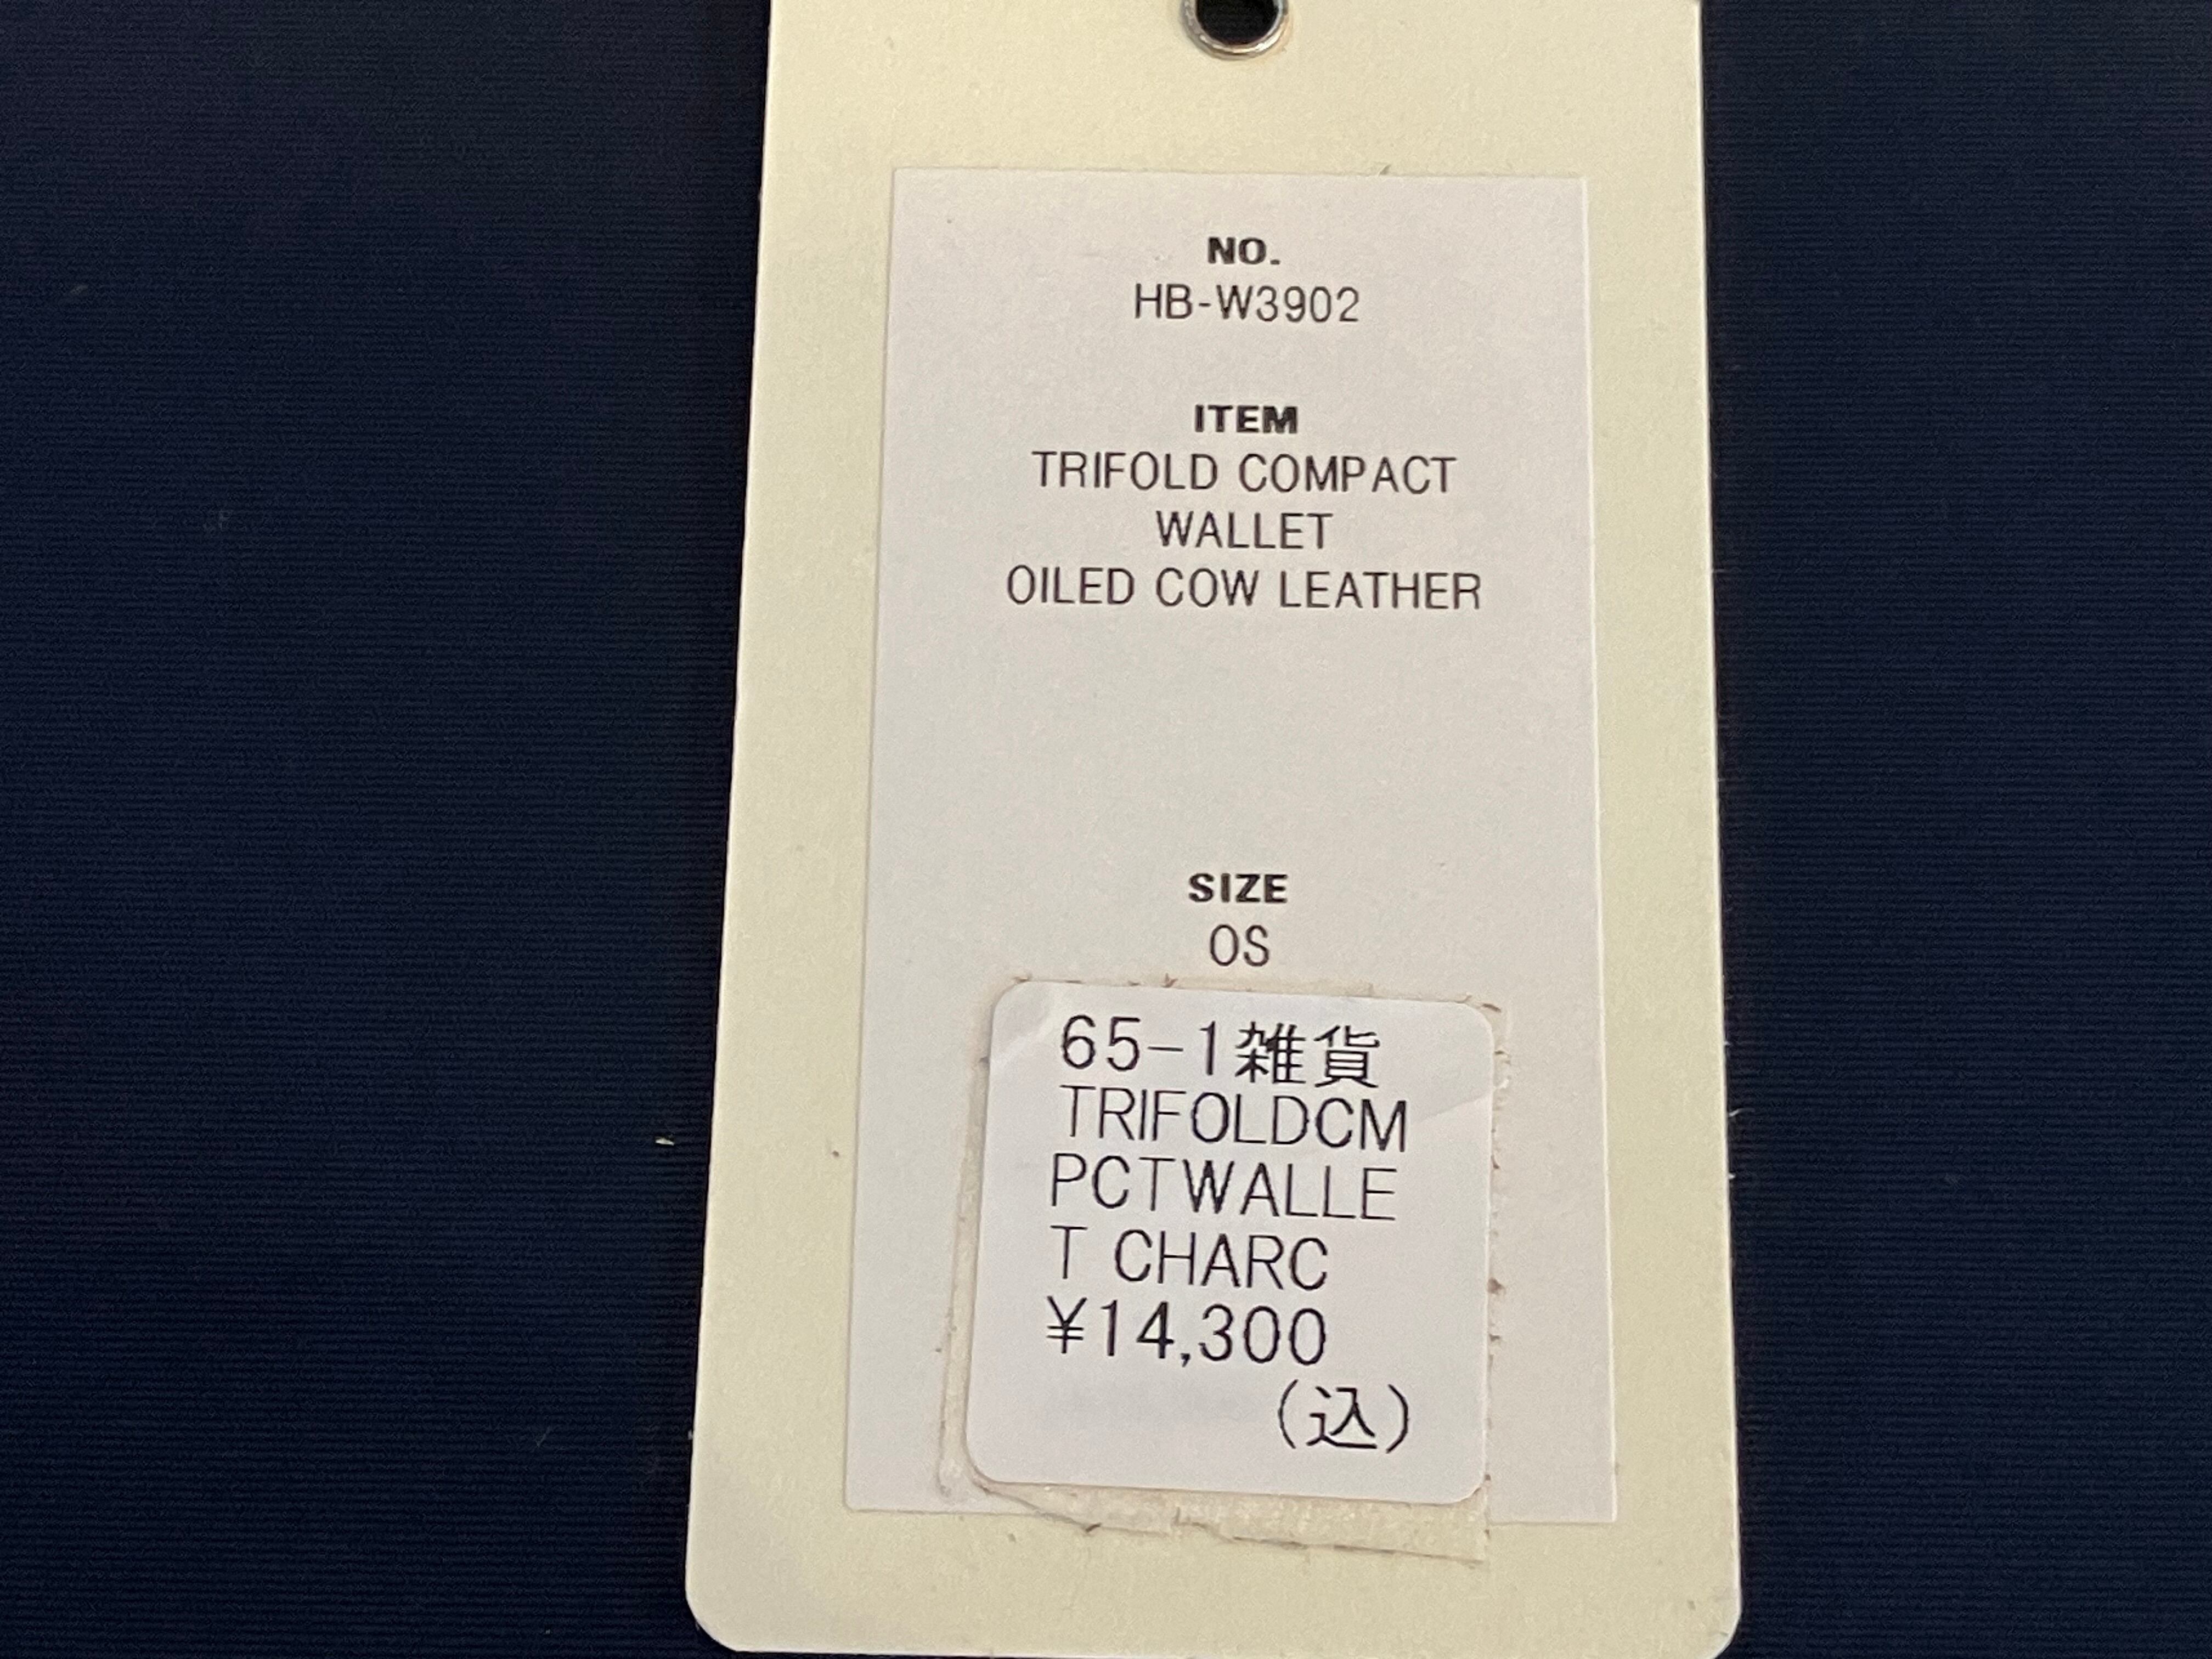 NO.
HB-W3902
ITEM
TRIFOLD COMPACT
WALLET
OILED COW LEATHER
SIZE
OS
65-1雑貨
TRIFOLDCM
PCTWALLE
T CHARC
¥14,300
(込)